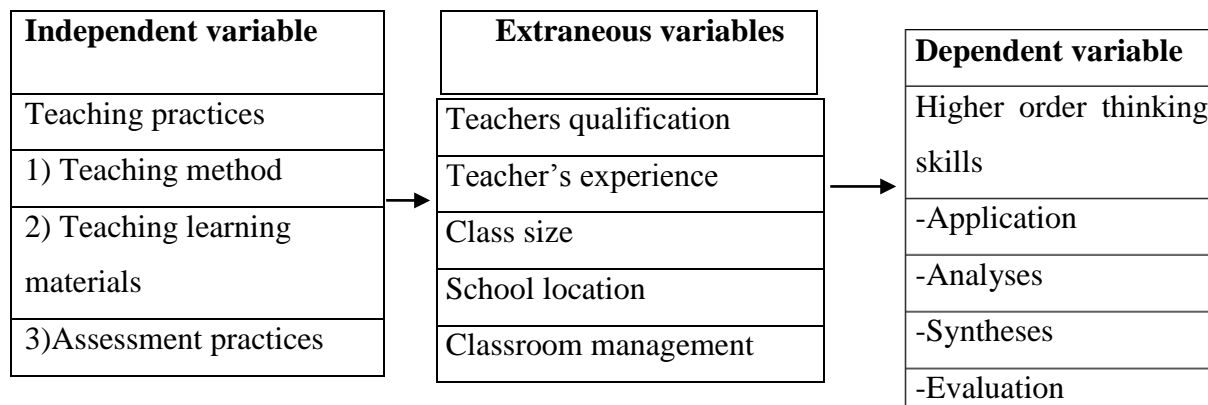 Independent variable
Teaching practices
1) Teaching method
2) Teaching learning
materials
3)Assessment practices
Extraneous variables
Teachers qualification
Teacher’s experience
Class size
School location
Classroom management
Dependent variable
Higher order thinking
skills
-Application
-Analyses
-Syntheses
-Evaluation